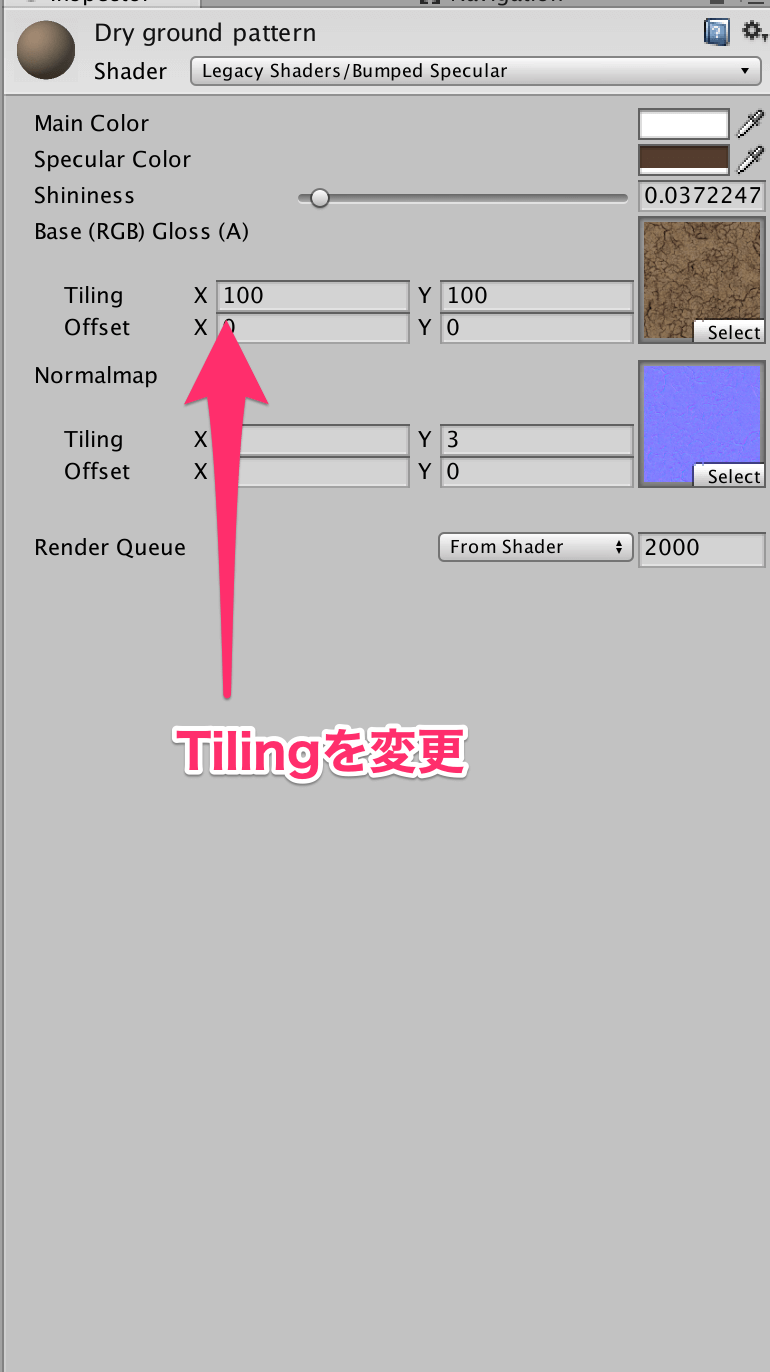 Dry ground pattern
Shader Legacy Shaders/Bumped Specular
Main Color
Specular Color
Shininess 0.0372247
Base (RGB) Gloss (A)
Tiling X 100 Y 100
Offset X 0 Y 0
Select
Normalmap
Tiling X Y 3
Offset X Y 0
Select
Render Queue From Shader 2000
Tilingを変更